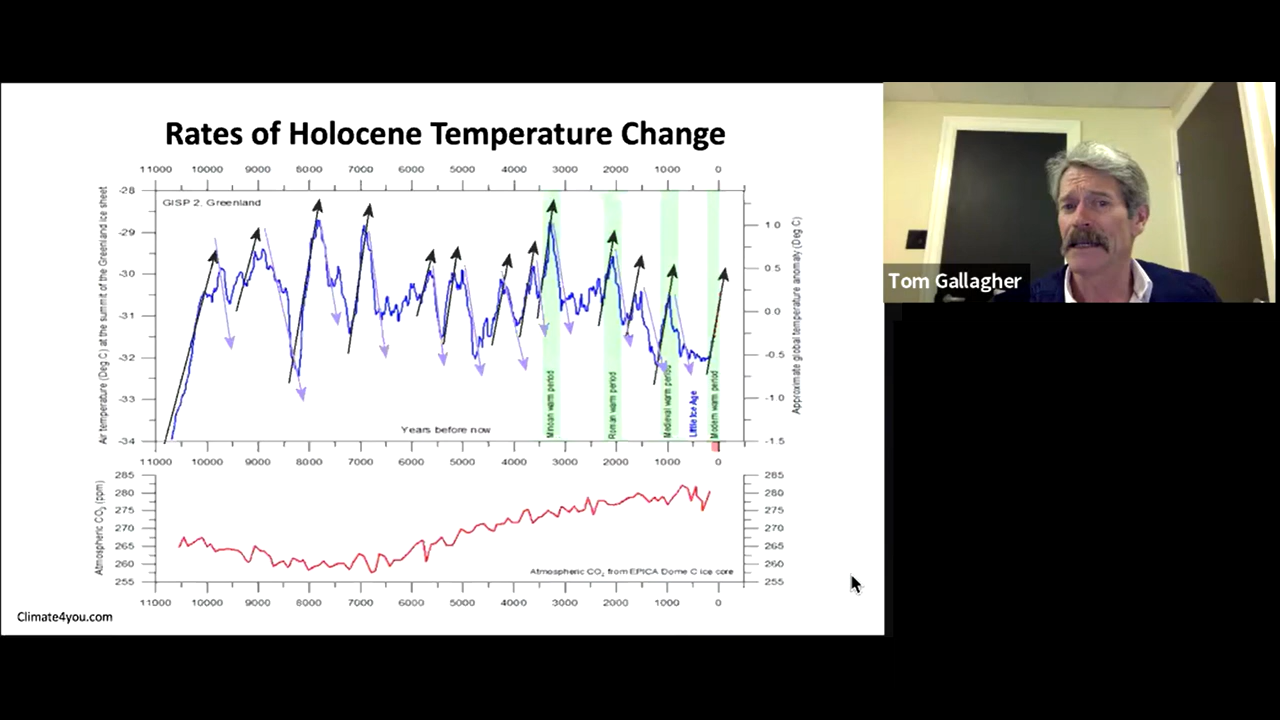 Rates of Holocene Temperature Change
11000 10000 9000 8000 7000 6000 5000 4000 3000 2000 1000 0
GISP 2, Greenland
Air temperature (Deg C) at the summit of the Greenland ice sheet
-28
-29
-30
-31
-32
-33
-34
1.0
0.5
0.0
-0.5
-1.0
-1.5
Approximate global temperature anomaly (Deg C)
Minoan warm period
Roman warm period
Medieval warm period
Little Ice Age
Modern warm period
Years before now
11000 10000 9000 8000 7000 6000 5000 4000 3000 2000 1000 0
Atmospheric CO2 (ppm)
285
280
275
270
265
260
255
285
280
275
270
265
260
255
Atmospheric CO2 from EPICA Dome C ice core
11000 10000 9000 8000 7000 6000 5000 4000 3000 2000 1000 0
Climate4you.com
Tom Gallagher